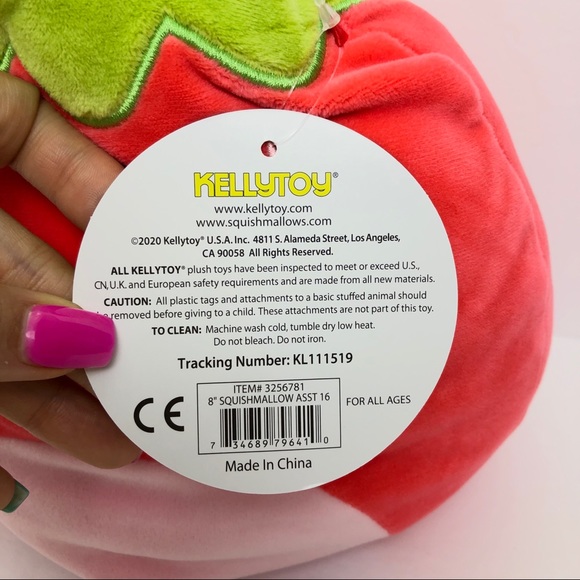 KELLYTOY®
www.kellytoy.com
www.squishmallows.com
©2020 Kellytoy® U.S.A. Inc. 4811 S. Alameda Street, Los Angeles,
CA 90058 All Rights Reserved.
ALL KELLYTOY® plush toys have been inspected to meet or exceed U.S.,
CN, U.K. and European safety requirements and are made from all new materials.
CAUTION: All plastic tags and attachments to a basic stuffed animal should
be removed before giving to a child. These attachments are not part of this toy.
TO CLEAN: Machine wash cold, tumble dry low heat.
Do not bleach. Do not iron.
Tracking Number: KL111519
CE
ITEM# 3256781
8" SQUISHMALLOW ASST 16
FOR ALL AGES
7 34689 79641 0
Made In China